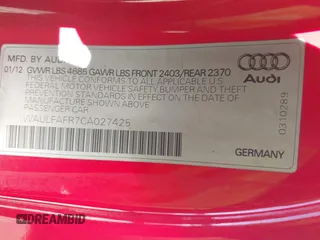 MFD. BY AUDI
01/12 GVWR LBS 4885 GAWR LBS FRONT 2403/REAR 2370
THIS VEHICLE CONFORMS TO ALL APPLICABLE U.S.
FEDERAL MOTOR VEHICLE SAFETY, BUMPER AND THEFT
PREVENTION STANDARDS IN EFFECT ON THE DATE OF
MANUFACTURE SHOWN ABOVE.
PASSENGER CAR
WAULFAFR7CA027425
Audi
0310289
GERMANY
DREAMBID